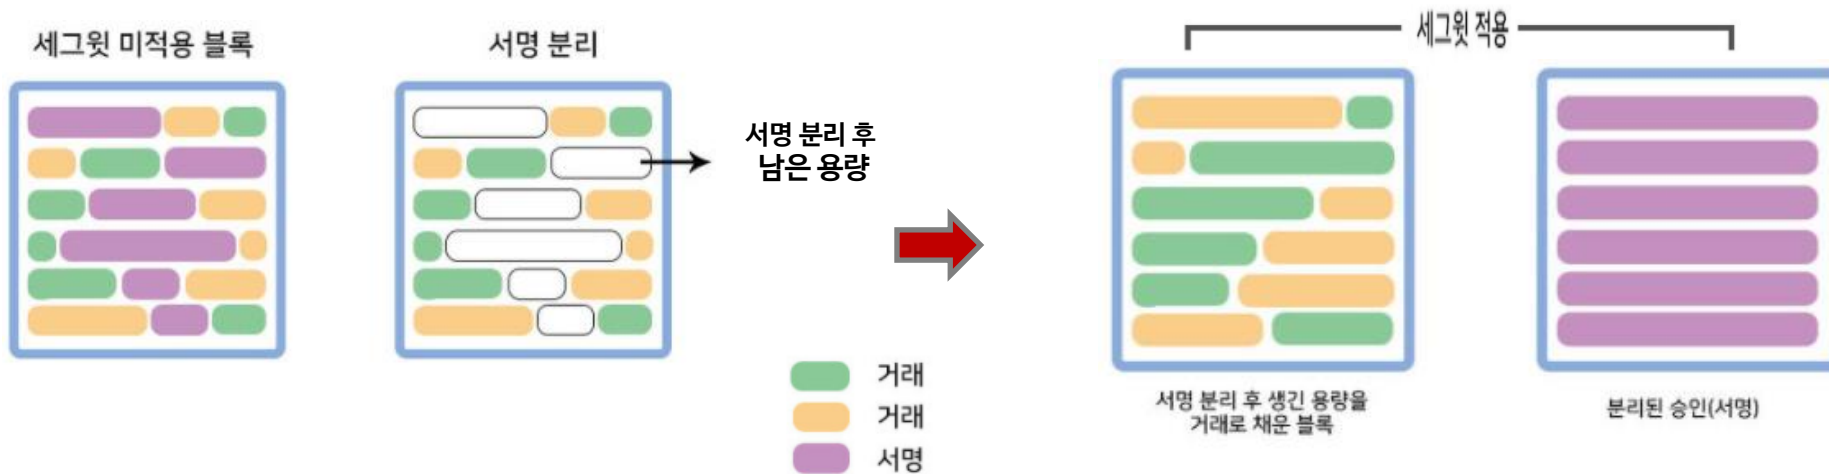 세그윗 미적용 블록
서명 분리
서명 분리 후
남은 용량
거래
거래
서명
세그윗 적용
서명 분리 후 생긴 용량을
거래로 채운 블록
분리된 승인(서명)